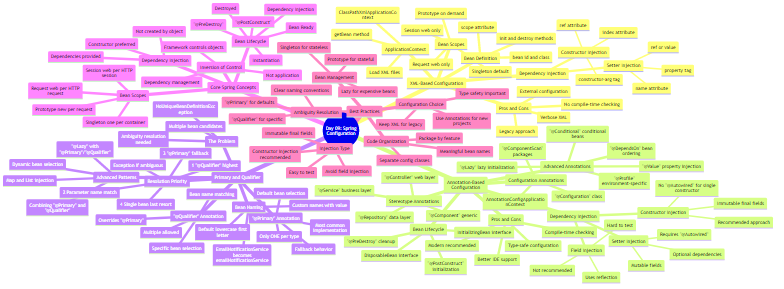 Day 08: Spring
Configuration
XML-Based Configuration
ApplicationContext
ClassPathXmlApplicationCo
ntext
getBean method
Load XML files
Bean Scopes
Prototype on demand
Session web-only
Request web-only
Singleton default
Bean Definition
scope attribute
Init and destroy methods
Bean id and class
Dependency Injection
Constructor Injection
ref attribute
index attribute
constructor-arg tag
Setter Injection
ref or value
property tag
name attribute
Pros and Cons
External configuration
No compile-time checking
Verbose XML
Legacy approach
Annotation-based
Configuration
Stereotype Annotations
\n@Controller` web layer
\n@Service` business layer
\n@Repository` data layer
\n@Component` generic
Configuration Annotations
\n@ComponentScan`
packages
\n@Configuration` class
Advanced Annotations
\n@Conditional` conditional
beans
\n@DependsOn` bean
ordering
\n@Value` property injection
\n@Profile`
environment-specific
\n@Lazy` lazy initialization
AnnotationConfigApplicatio
nContext
Dependency Injection
Constructor Injection
No \n@Autowired` for single
constructor
Immutable final fields
Recommended approach
Setter Injection
Requires \n@Autowired`
Optional dependencies
Mutable fields
Field Injection
Hard to test
Not recommended
Uses reflection
Pros and Cons
Compile-time checking
Type-safe configuration
Better IDE support
Modern recommended
Bean Lifecycle
InitializingBean interface
\n@PreDestroy` cleanup
DisposableBean interface
\n@PostConstruct`
initialization
Core Spring Concepts
Inversion of Control
Framework controls objects
Not application
Dependency Injection
Not created by object
Constructor preferred
Dependencies provided
Dependency management
Bean Lifecycle
Destroyed
\n@PreDestroy`
\n@PostConstruct`
Dependency Injection
Bean Ready
Instantiation
Bean Scopes
Session web per HTTP
session
Request web per HTTP
request
Prototype new per request
Singleton one per container
Primary and Qualifier
The Problem
NoUniqueBeanDefinitionExc
eption
Multiple bean candidates
Ambiguity resolution
needed
Resolution Priority
Exception if ambiguous
2 \n@Primary` fallback
1 \n@Qualifier` highest
3 Parameter name match
4 Single bean last resort
Advanced Patterns
Dynamic bean selection
Map and List injection
Combining \n@Primary` and
\n@Qualifier`
\n@Qualifier` Annotation
Bean name matching
Overrides \n@Primary`
Multiple allowed
Specific bean selection
Bean Naming
Default lowercase first
letter
EmailNotificationService
becomes
emailNotificationService
Custom names with value
\n@Primary` Annotation
Default bean selection
Only ONE per type
Most common
implementation
Fallback behavior
Best Practices
Bean Management
Singleton for stateless
Prototype for stateful
Lazy for expensive beans
Ambiguity Resolution
Clear naming conventions
\n@Primary` for defaults
\n@Qualifier` for specific
Configuration Choice
Type safety important
Use Annotations for new
projects
Keep XML for legacy
Code Organization
Package by feature
Meaningful Bean names
Separate config classes
Injection Type
Immutable final fields
Constructor Injection
recommended
Easy to test
Avoid field injection